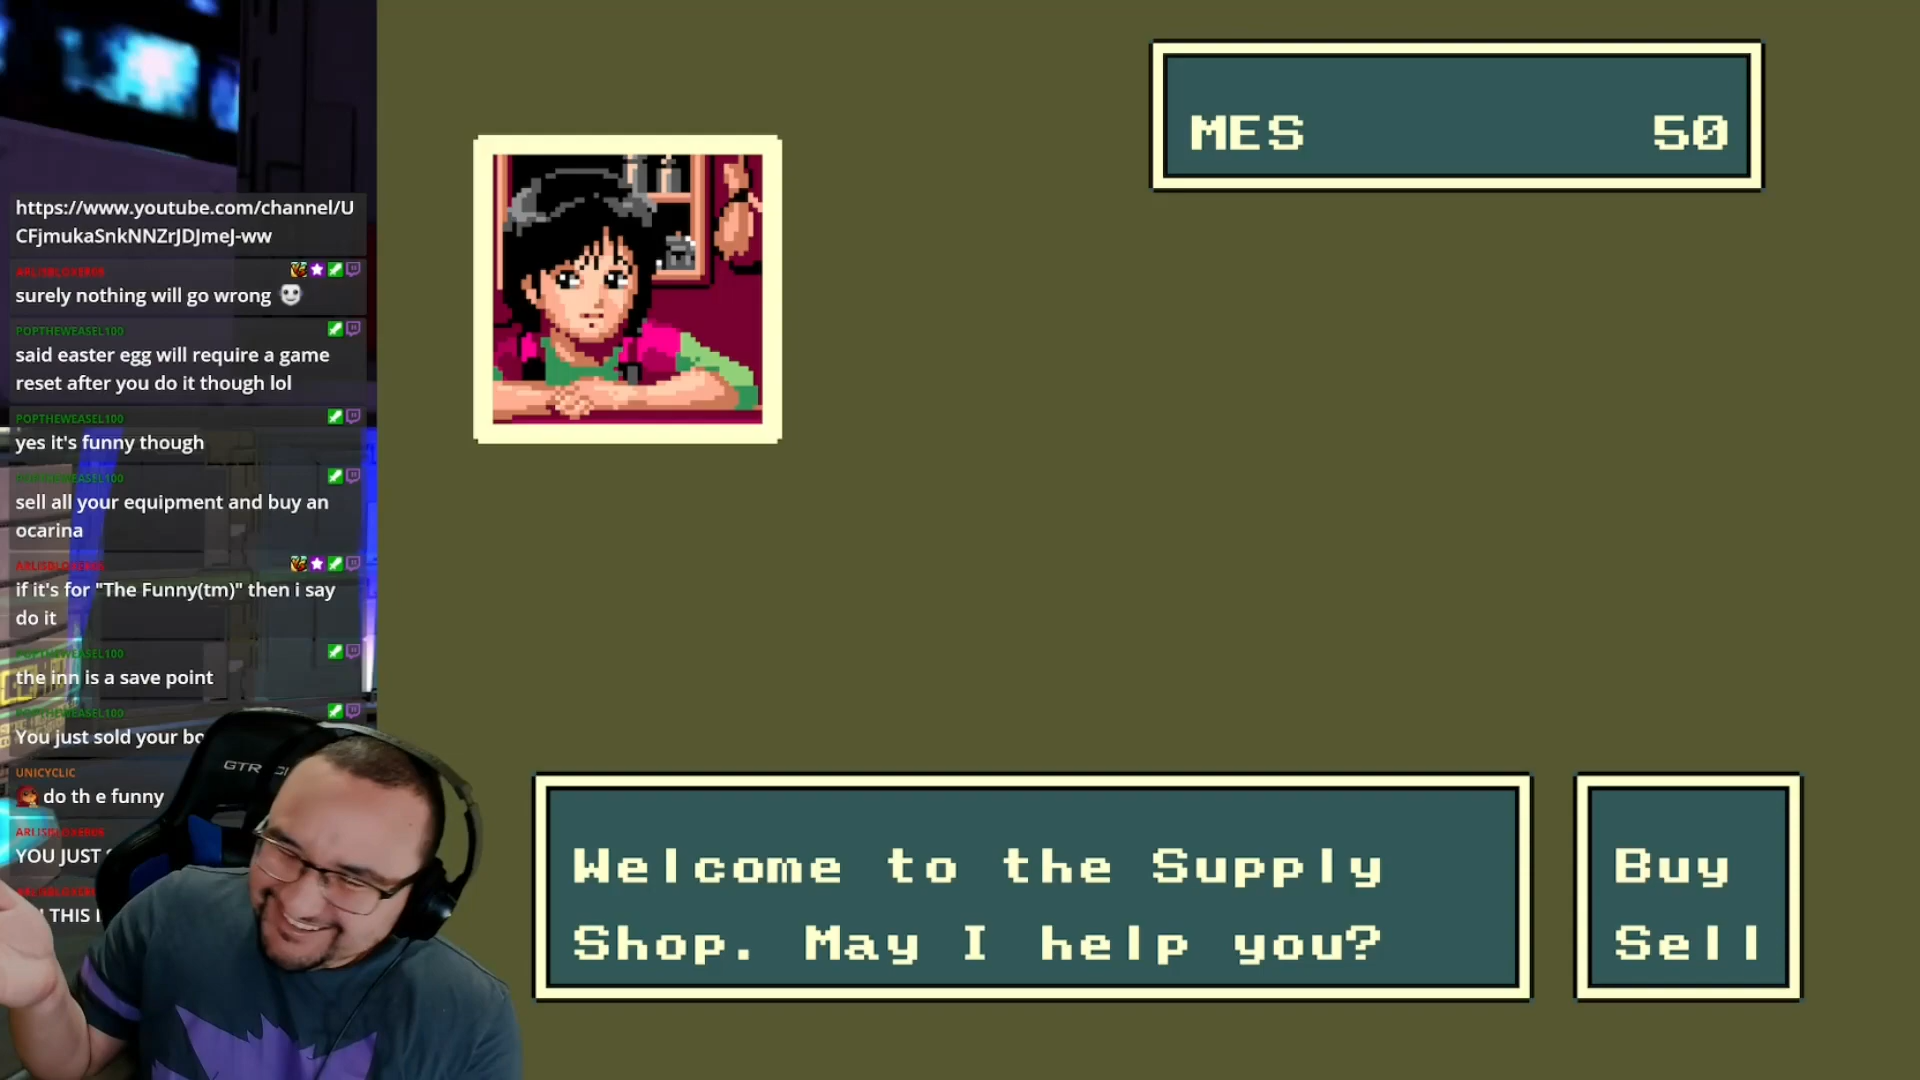 https://www.youtube.com/channel/U
CFjmukaSnkNNZrJDJmeJ-ww
surely nothing will go wrong
POPTHEWEASEL100
said easter egg will require a game
reset after you do it though lol
POPTHEWEASEL100
yes it's funny though
POPTHEWEASEL100
sell all your equipment and buy an
ocarina
if it's for "The Funny(tm)" then i say
do it
POPTHEWEASEL100
the inn is a save point
POPTHEWEASEL100
You just sold your
UNICYCLIC
do th e funny
YOU JUST
THIS
GTR
MES 50
Welcome to the Supply
Shop. May I help you?
Buy
Sell